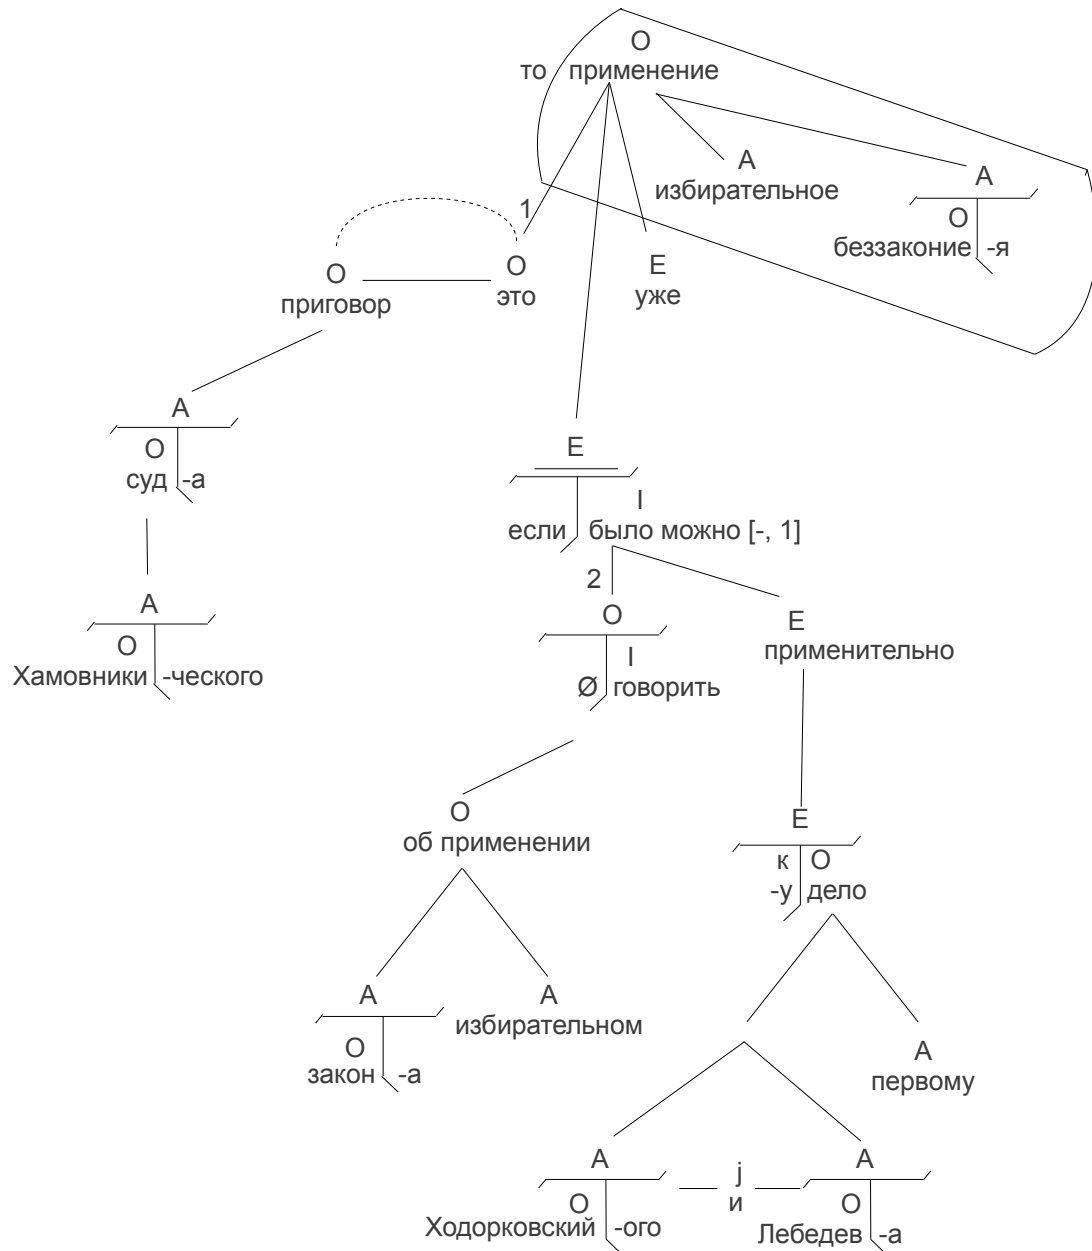 О
то применение
А
избирательное
А
О
беззаконие -я
1
О
приговор
О
это
Е
уже
А
О
суд -а
Е
I
если было можно [-, 1]
А
О
Хамовники -ческого
2
О
I
Ø говорить
Е
применительно
О
об применении
Е
к О
-у дело
А
О
закон -а
А
избирательном
А
первому
А
О
Ходорковский -ого
j
и
А
О
Лебедев -а